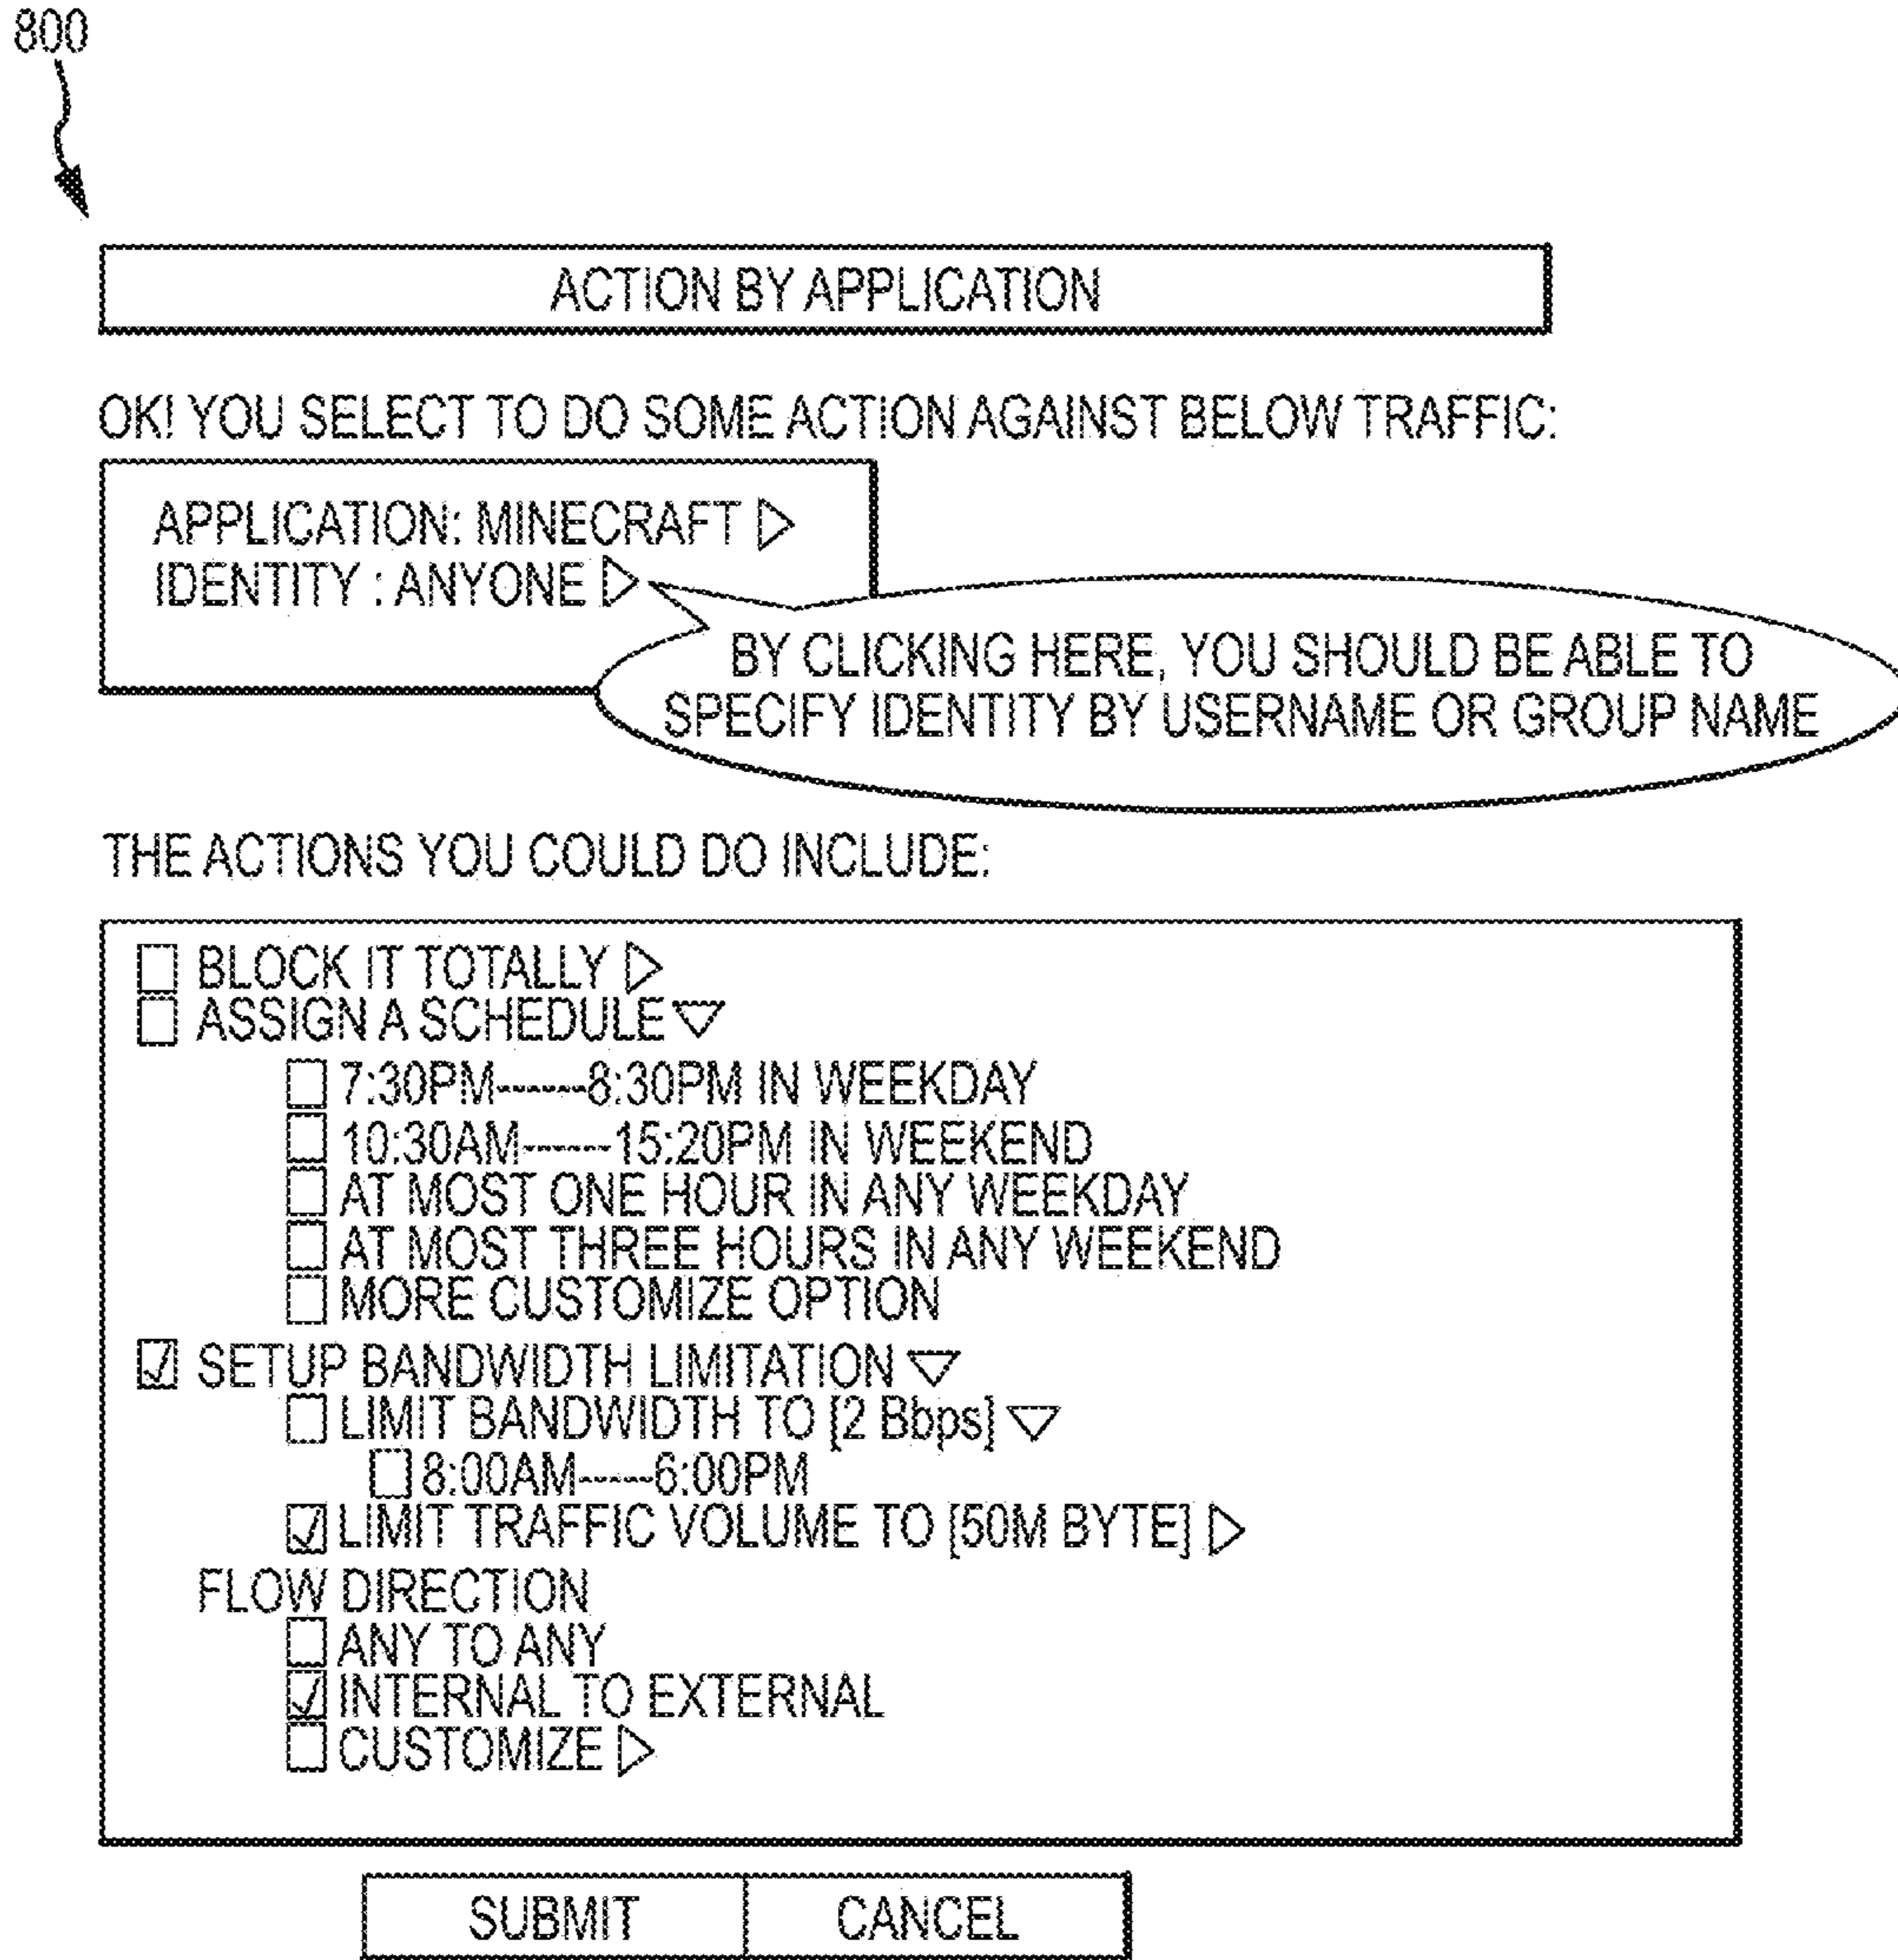 800
ACTION BY APPLICATION
OK! YOU SELECT TO DO SOME ACTION AGAINST BELOW TRAFFIC:
APPLICATION: MINECRAFT
IDENTITY : ANYONE
BY CLICKING HERE, YOU SHOULD BE ABLE TO
SPECIFY IDENTITY BY USERNAME OR GROUP NAME
THE ACTIONS YOU COULD DO INCLUDE:
BLOCK IT TOTALLY
ASSIGN A SCHEDULE
7:30PM------8:30PM IN WEEKDAY
10:30AM------15:20PM IN WEEKEND
AT MOST ONE HOUR IN ANY WEEKDAY
AT MOST THREE HOURS IN ANY WEEKEND
MORE CUSTOMIZE OPTION
SETUP BANDWIDTH LIMITATION
LIMIT BANDWIDTH TO [2 Bbps]
8:00AM-----6:00PM
LIMIT TRAFFIC VOLUME TO [50M BYTE]
FLOW DIRECTION
ANY TO ANY
INTERNAL TO EXTERNAL
CUSTOMIZE
SUBMIT CANCEL